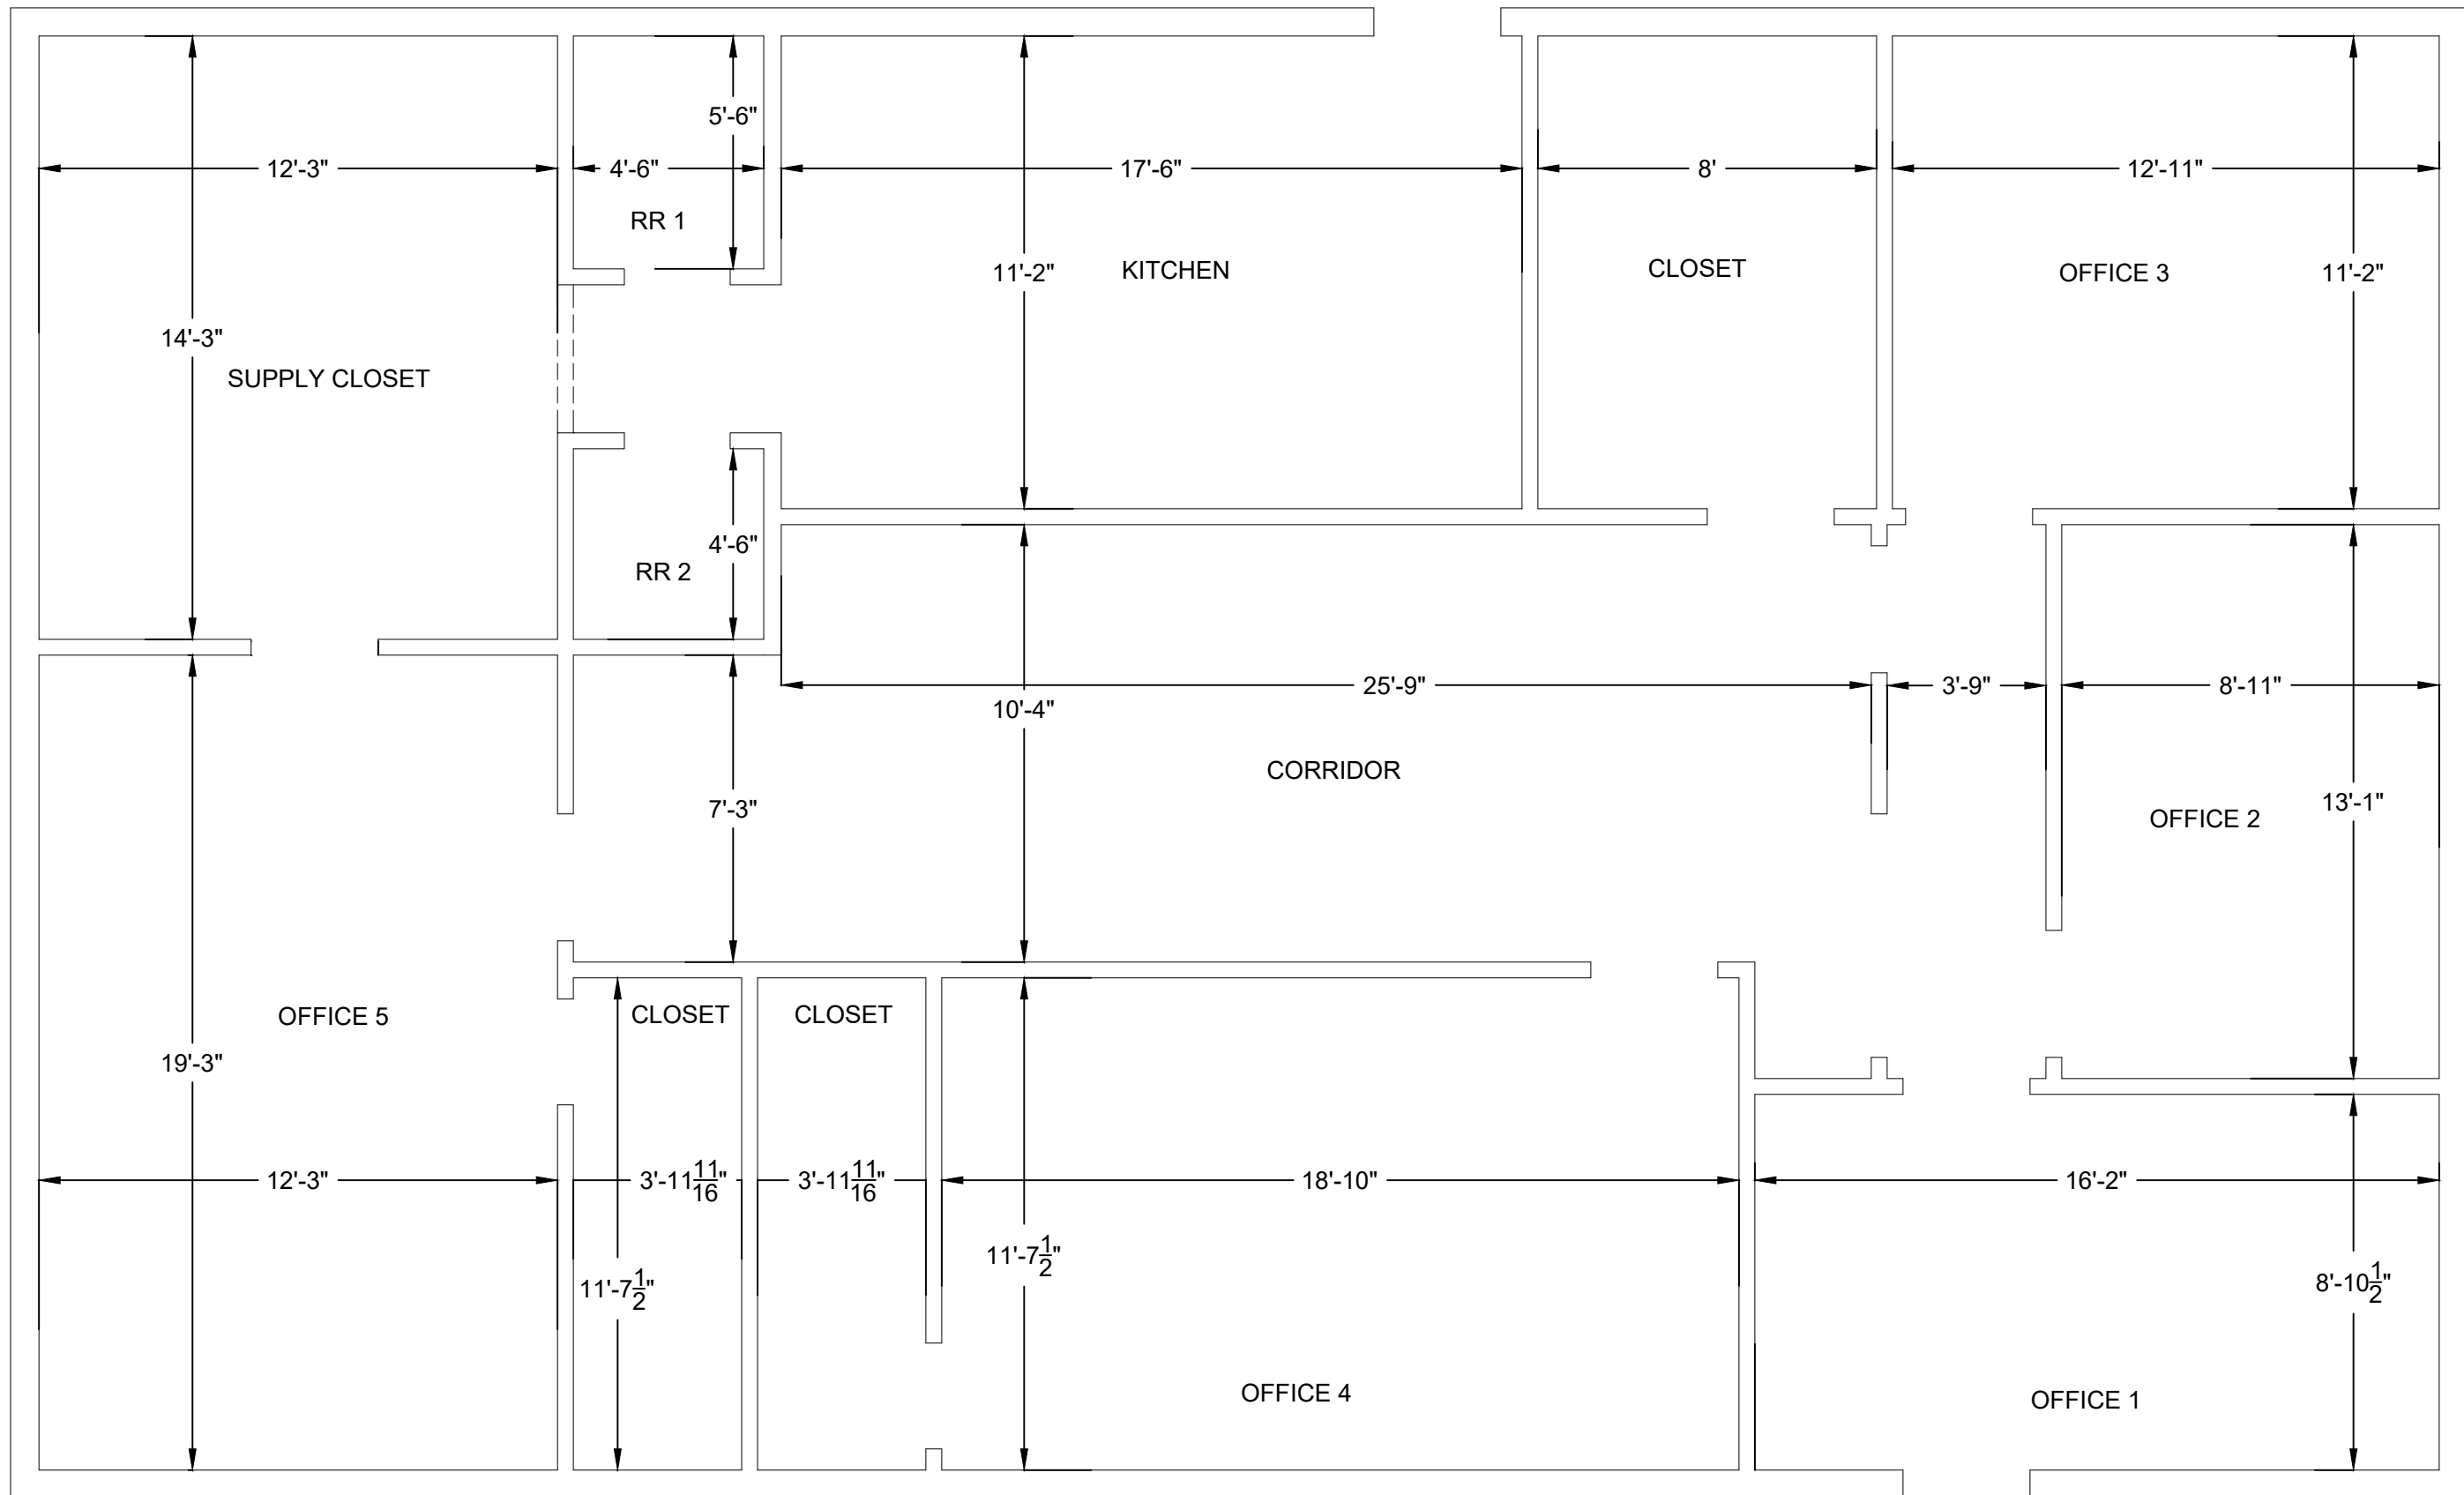 5'-6"
12'-3"
4'-6"
17'-6"
8'
12'-11"
RR 1
11'-2"
KITCHEN
CLOSET
OFFICE 3
11'-2"
14'-3"
SUPPLY CLOSET
4'-6"
RR 2
25'-9"
3'-9"
8'-11"
10'-4"
CORRIDOR
7'-3"
13'-1"
OFFICE 2
OFFICE 5
CLOSET
CLOSET
19'-3"
12'-3"
3'-11 11/16"
3'-11 11/16"
18'-10"
16'-2"
11'-7 1/2"
11'-7 1/2"
8'-10 1/2"
OFFICE 4
OFFICE 1